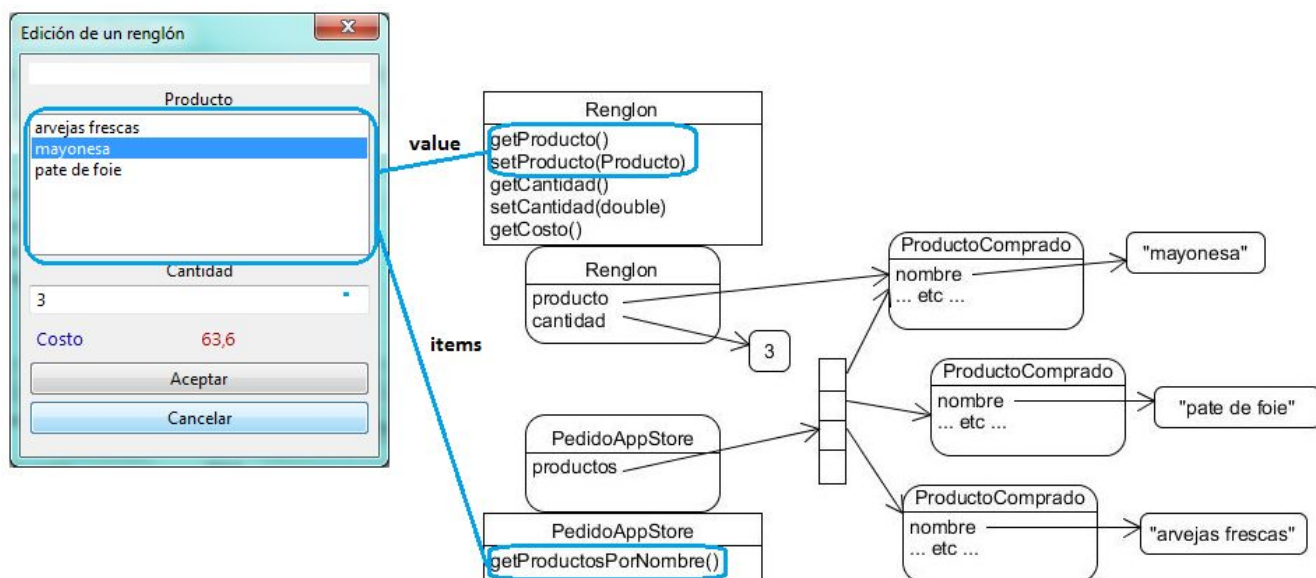 Edición de un renglón
Producto
arvejas frescas
mayonesa
pate de foie
Cantidad
3
Costo 63,6
Aceptar
Cancelar
value
items
Renglon
getProducto()
setProducto(Producto)
getCantidad()
setCantidad(double)
getCosto()
Renglon
producto
cantidad
3
PedidoAppStore
productos
PedidoAppStore
getProductosPorNombre()
ProductoComprado
nombre
... etc ...
"mayonesa"
ProductoComprado
nombre
... etc ...
"pate de foie"
ProductoComprado
nombre
... etc ...
"arvejas frescas"